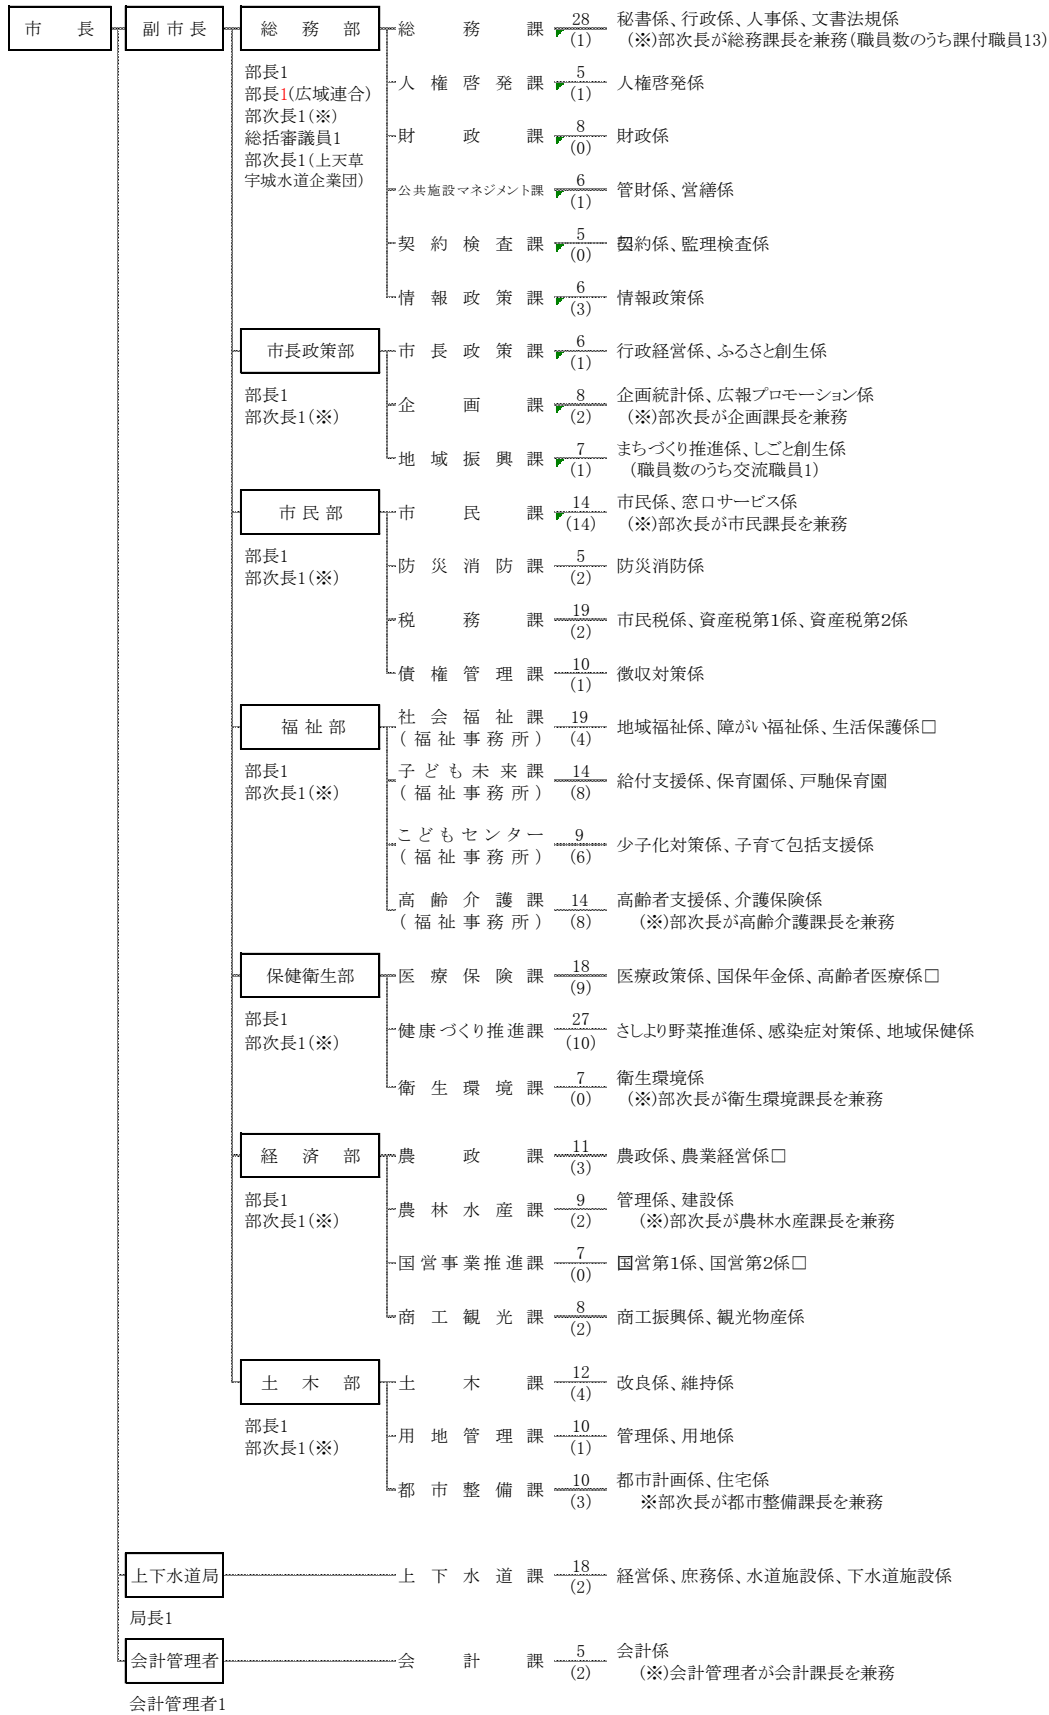 市長 副市長 総務部 総務課 28 (1) 秘書係、行政係、人事係、文書法規係
(※)部次長が総務課長を兼務(職員数のうち課付職員13)
部長1
部長1(広域連合)
部次長1(※)
総括審議員1
部次長1(上天草
宇城水道企業団)
人権啓発課 5 (1) 人権啓発係
財政課 8 (0) 財政係
公共施設マネジメント課 6 (1) 管財係、営繕係
契約検査課 5 (0) 契約係、監理検査係
情報政策課 6 (3) 情報政策係
市長政策部 市長政策課 6 (1) 行政経営係、ふるさと創生係
部長1
部次長1(※)
企画課 8 (2) 企画統計係、広報プロモーション係
(※)部次長が企画課長を兼務
地域振興課 7 (1) まちづくり推進係、しごと創生係
(職員数のうち交流職員1)
市民部 市民課 14 (14) 市民係、窓口サービス係
(※)部次長が市民課長を兼務
部長1
部次長1(※)
防災消防課 5 (2) 防災消防係
税務課 19 (2) 市民税係、資産税第1係、資産税第2係
債権管理課 10 (1) 徴収対策係
福祉部 社会福祉課 19 (4) 地域福祉係、障がい福祉係、生活保護係□
(福祉事務所)
部長1
部次長1(※)
子ども未来課 14 (8) 給付支援係、保育園係、戸馳保育園
(福祉事務所)
こどもセンター 9 (6) 少子化対策係、子育て包括支援係
(福祉事務所)
高齢介護課 14 (8) 高齢者支援係、介護保険係
(福祉事務所) (※)部次長が高齢介護課長を兼務
保健衛生部 医療保険課 18 (9) 医療政策係、国保年金係、高齢者医療係□
部長1
部次長1(※)
健康づくり推進課 27 (10) さしより野菜推進係、感染症対策係、地域保健係
衛生環境課 7 (0) 衛生環境係
(※)部次長が衛生環境課長を兼務
経済部 農政課 11 (3) 農政係、農業経営係□
部長1
部次長1(※)
農林水産課 9 (2) 管理係、建設係
(※)部次長が農林水産課長を兼務
国営事業推進課 7 (0) 国営第1係、国営第2係□
商工観光課 8 (2) 商工振興係、観光物産係
土木部 土木課 12 (4) 改良係、維持係
部長1
部次長1(※)
用地管理課 10 (1) 管理係、用地係
都市整備課 10 (3) 都市計画係、住宅係
※部次長が都市整備課長を兼務
上下水道局 上下水道課 18 (2) 経営係、庶務係、水道施設係、下水道施設係
局長1
会計管理者 会計課 5 (2) 会計係
(※)会計管理者が会計課長を兼務
会計管理者1